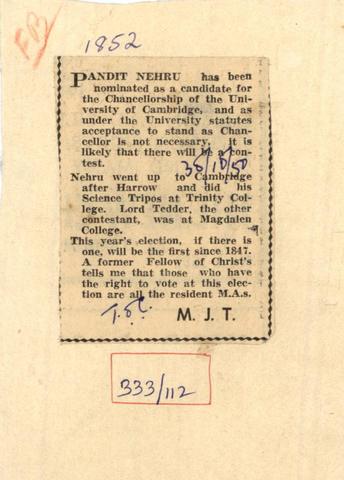 FB
1852
PANDIT NEHRU has been
nominated as a candidate for
the Chancellorship of the Uni-
versity of Cambridge, and as
under the University statutes
acceptance to stand as Chan-
cellor is not necessary, it is
likely that there will be a con-
test.
Nehru went up to Cambridge
after Harrow and did his
Science Tripos at Trinity Col-
lege. Lord Tedder, the other
contestant, was at Magdalen
College.
This year's election, if there is
one, will be the first since 1847.
A former Fellow of Christ's
tells me that those who have
the right to vote at this elec-
tion are all the resident M.A.s.
M. J. T.
333/112